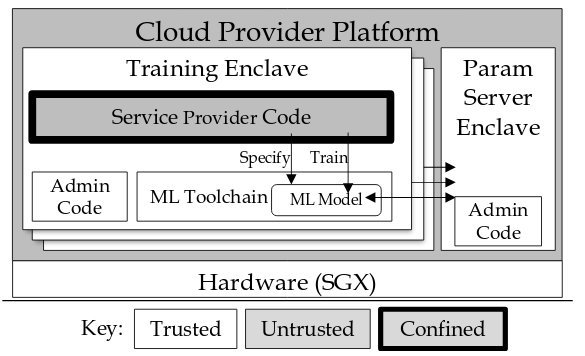 Cloud Provider Platform
Training Enclave
Service Provider Code
Specify Train
Admin
Code
ML Toolchain
ML Model
Param
Server
Enclave
Admin
Code
Hardware (SGX)
Key: Trusted Untrusted Confined